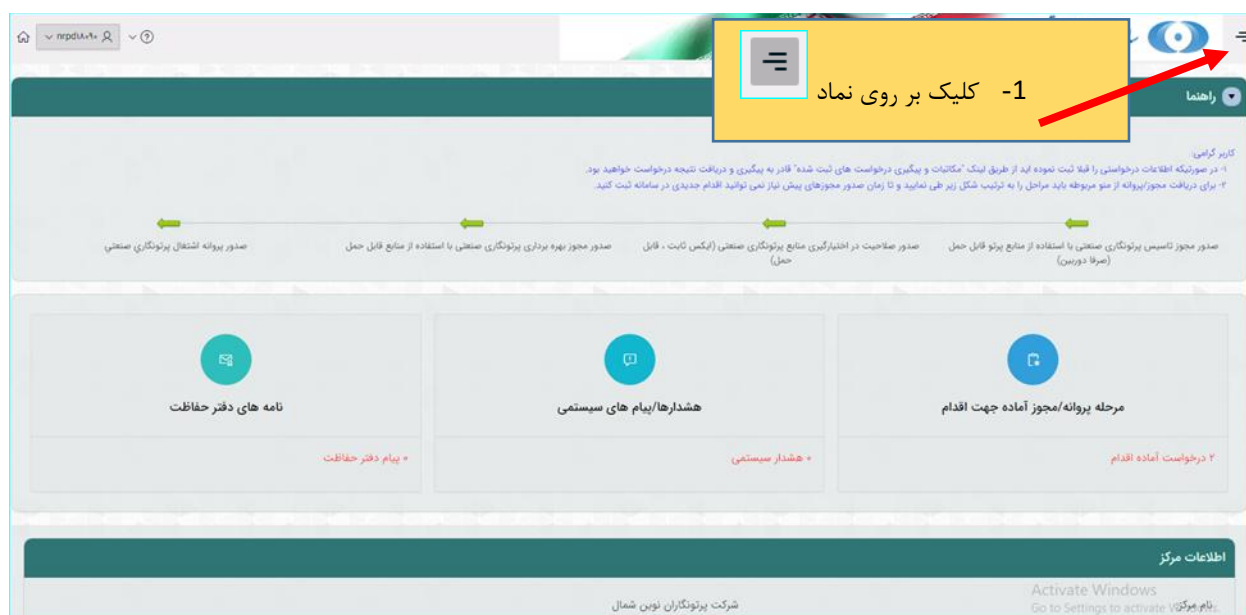 nrpd۱۸۰۹۰
1- کلیک بر روی نماد
راهنما
کاربر گرامی:
۱- در صورتیکه اطلاعات درخواستی را قبلا ثبت نموده اید از طریق لینک "مکاتبات و پیگیری درخواست های ثبت شده" قادر به پیگیری و دریافت نتیجه درخواست خواهید بود.
۲- برای دریافت مجوز/پروانه از منو مربوطه باید مراحل را به ترتیب شکل زیر طی نمایید و تا زمان صدور مجوزهای پیش نیاز نمی توانید اقدام جدیدی در سامانه ثبت کنید.
صدور مجوز تاسیس پرتونگاری صنعتی با استفاده از منابع پرتو قابل حمل
(صرفا دوربین)
صدور صلاحیت در اختیارگیری منابع پرتونگاری صنعتی (ایکس ثابت ، قابل
حمل)
صدور مجوز بهره برداری پرتونگاری صنعتی با استفاده از منابع قابل حمل
صدور پروانه اشتغال پرتونگاری صنعتی
مرحله پروانه/مجوز آماده جهت اقدام
هشدارها/پیام های سیستمی
نامه های دفتر حفاظت
۲ درخواست آماده اقدام
۰ هشدار سیستمی
۰ پیام دفتر حفاظت
اطلاعات مرکز
Activate Windows
Go to Settings to activate Windows.
نام مرکز:
شرکت پرتونگاران نوین شمال